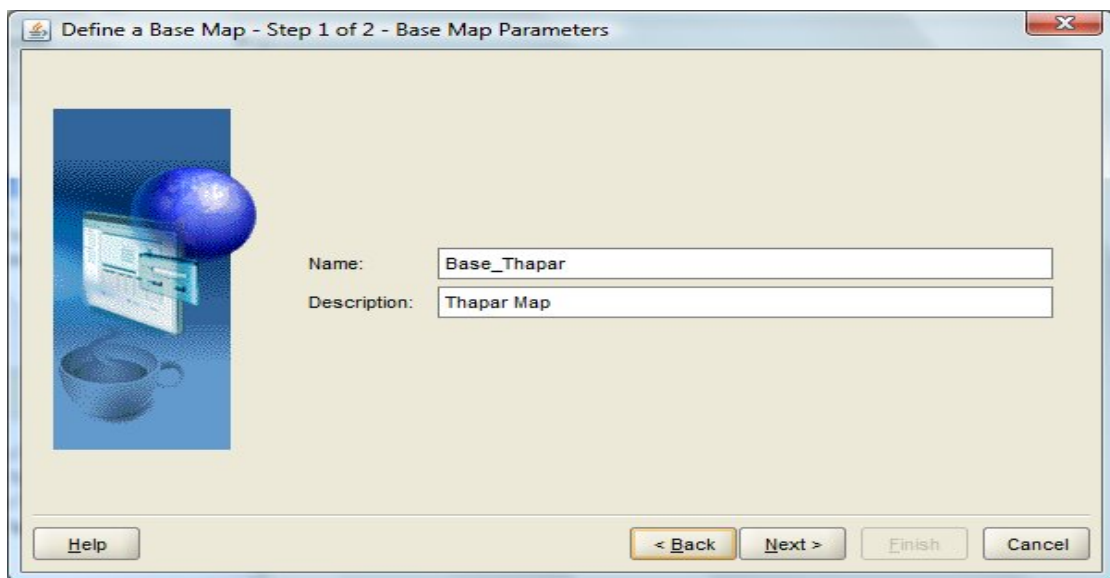 Define a Base Map - Step 1 of 2 - Base Map Parameters
Name: Base_Thapar
Description: Thapar Map
Help < Back Next > Finish Cancel